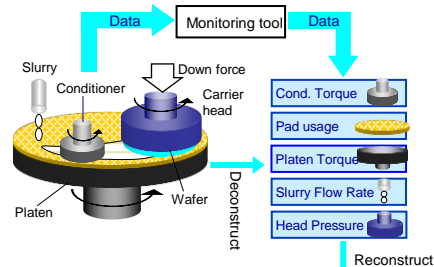 Data
Monitoring tool
Data
Slurry
Conditioner
Down force
Carrier
head
Wafer
Platen
Deconstruct
Cond. Torque
Pad usage
Platen Torque
Slurry Flow Rate
Head Pressure
Reconstruct